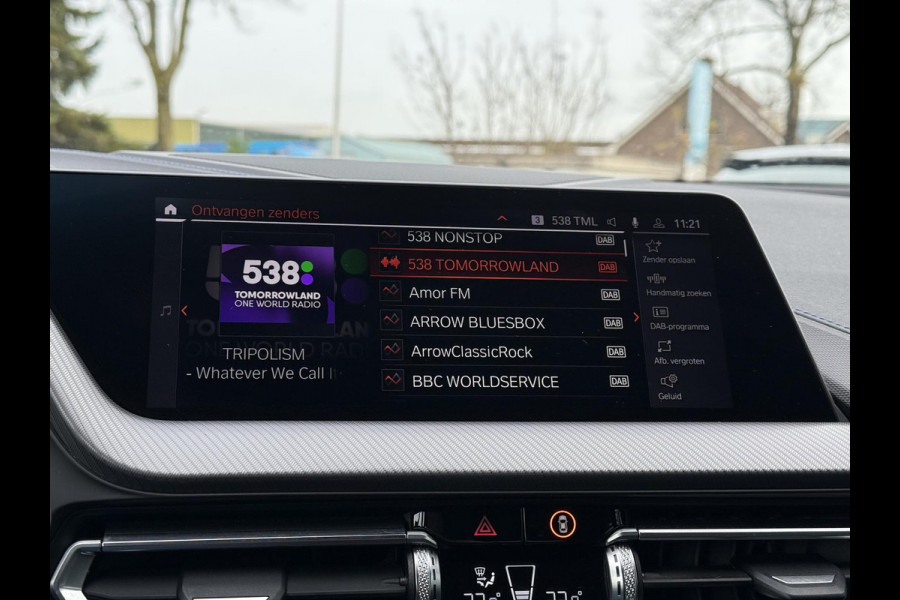 Ontvangen zenders
3 538 TML 11:21
538
TOMORROWLAND
ONE WORLD RADIO
TRIPOLISM
- Whatever We Call I
538 NONSTOP DAB
538 TOMORROWLAND DAB
Amor FM DAB
ARROW BLUESBOX DAB
ArrowClassicRock DAB
BBC WORLDSERVICE DAB
Zender opslaan
Handmatig zoeken
DAB-programma
Afb. vergroten
Geluid